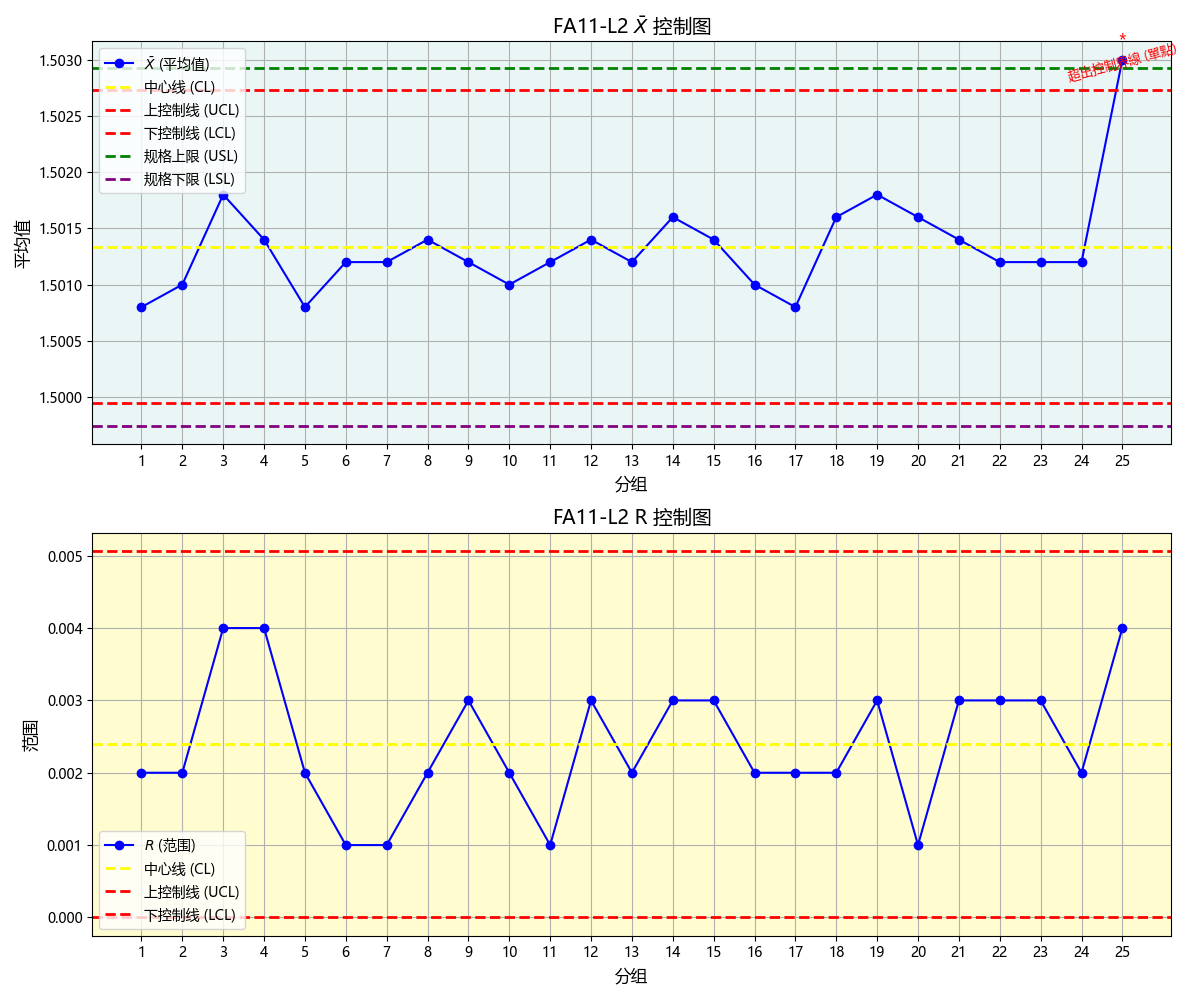 FA11-L2 X̄ 控制图
*
超出控制界線 (單點)
X̄ (平均值)
中心线 (CL)
上控制线 (UCL)
下控制线 (LCL)
规格上限 (USL)
规格下限 (LSL)
平均值
1.5030
1.5025
1.5020
1.5015
1.5010
1.5005
1.5000
1 2 3 4 5 6 7 8 9 10 11 12 13 14 15 16 17 18 19 20 21 22 23 24 25
分组
FA11-L2 R 控制图
范围
0.005
0.004
0.003
0.002
0.001
0.000
R (范围)
中心线 (CL)
上控制线 (UCL)
下控制线 (LCL)
1 2 3 4 5 6 7 8 9 10 11 12 13 14 15 16 17 18 19 20 21 22 23 24 25
分组